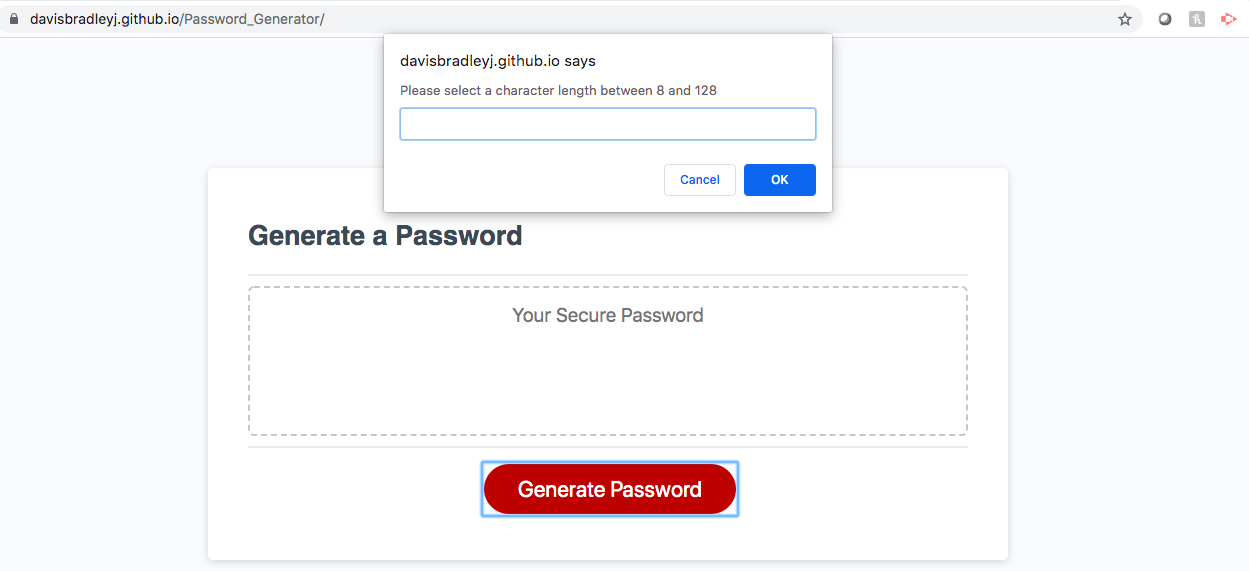 davisbradleyj.github.io/Password_Generator/
davisbradleyj.github.io says
Please select a character length between 8 and 128
Cancel
OK
Generate a Password
Your Secure Password
Generate Password